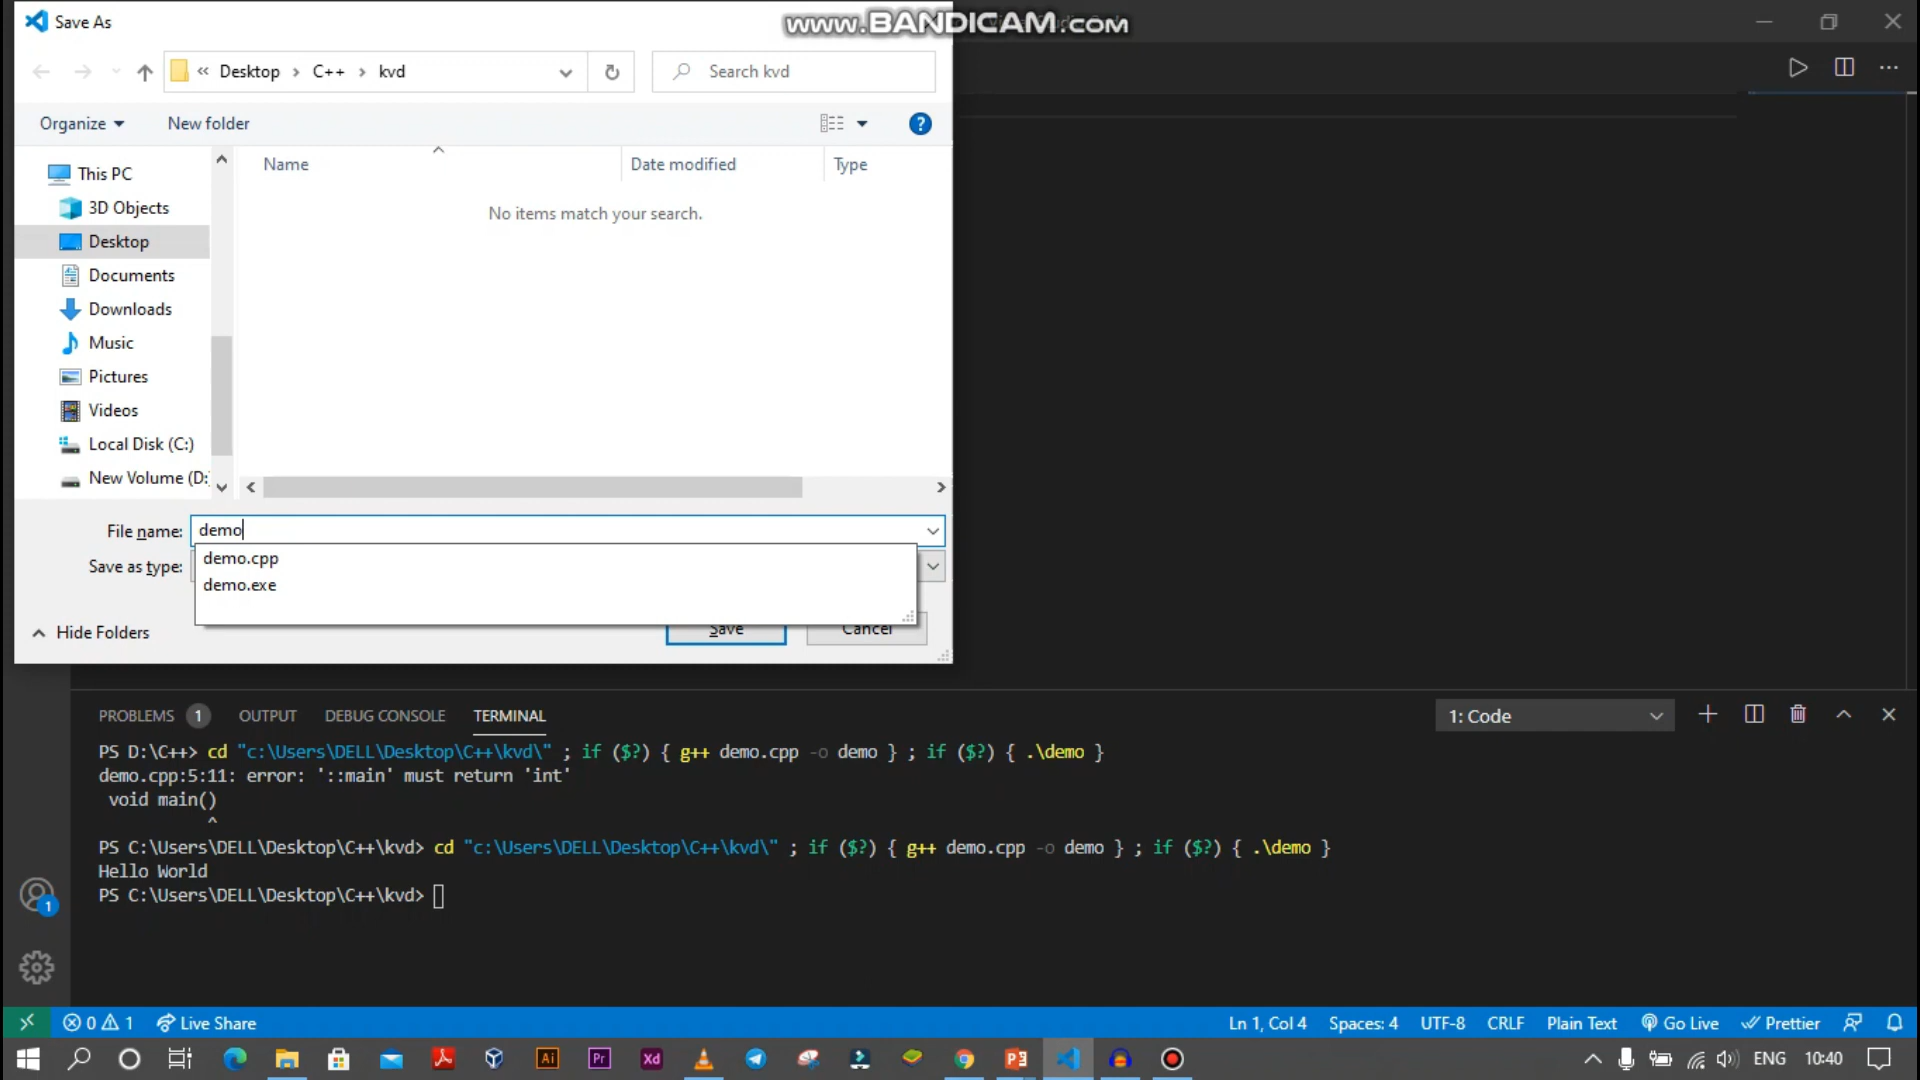 Save As
www.BANDICAM.com
« Desktop > C++ > kvd
Search kvd
Organize
New folder
?
Name
Date modified
Type
No items match your search.
This PC
3D Objects
Desktop
Documents
Downloads
Music
Pictures
Videos
Local Disk (C:)
New Volume (D:
File name: demo
demo.cpp
demo.exe
Save as type:
Hide Folders
Save
Cancel
PROBLEMS 1 OUTPUT DEBUG CONSOLE TERMINAL
1: Code
PS D:\C++> cd "c:\Users\DELL\Desktop\C++\kvd\" ; if ($?) { g++ demo.cpp -o demo } ; if ($?) { .\demo }
demo.cpp:5:11: error: '::main' must return 'int'
void main()
^
PS C:\Users\DELL\Desktop\C++\kvd> cd "c:\Users\DELL\Desktop\C++\kvd\" ; if ($?) { g++ demo.cpp -o demo } ; if ($?) { .\demo }
Hello World
PS C:\Users\DELL\Desktop\C++\kvd>
1
0 1 Live Share
Ln 1, Col 4 Spaces: 4 UTF-8 CRLF Plain Text Go Live Prettier
Ai Pr Xd
ENG 10:40